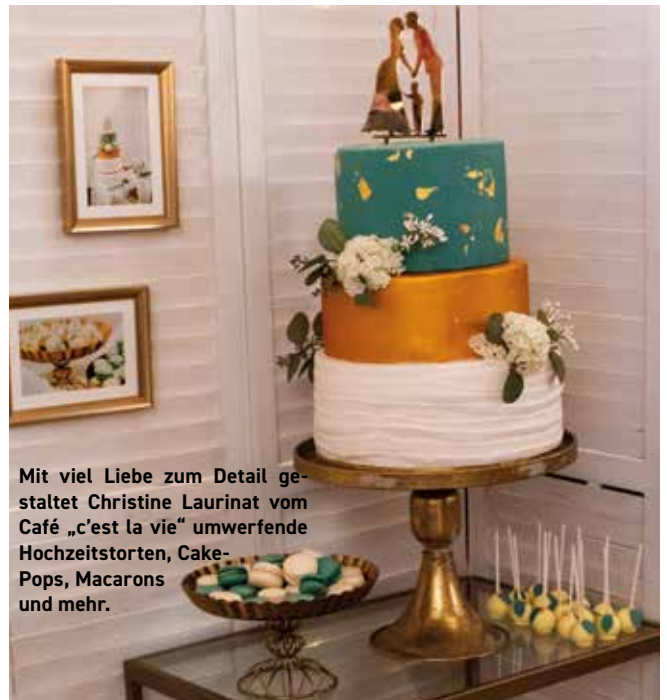 Mit viel Liebe zum Detail ge-
staltet Christine Laurinat vom
Café „c’est la vie“ umwerfende
Hochzeitstorten, Cake-
Pops, Macarons
und mehr.